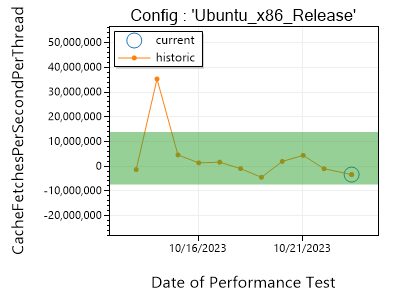 Config : 'Ubuntu_x86_Release'
CacheFetchesPerSecondPerThread
50,000,000
40,000,000
30,000,000
20,000,000
10,000,000
0
-10,000,000
-20,000,000
current
historic
10/16/2023
10/21/2023
Date of Performance Test